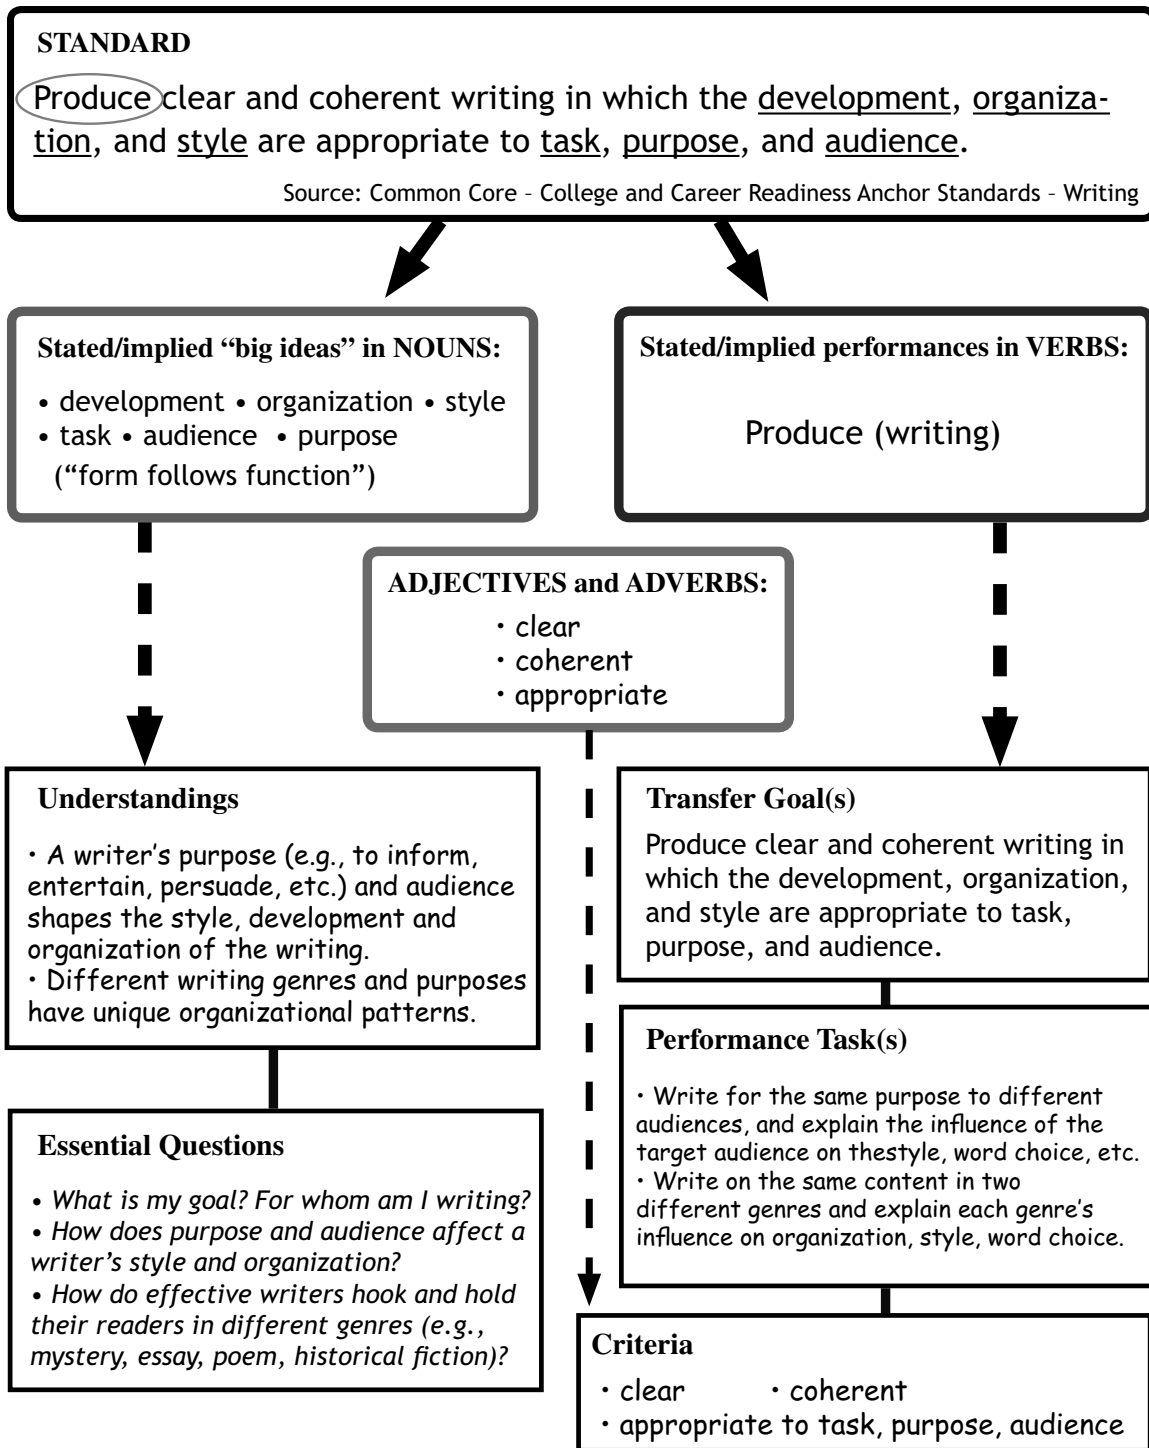 STANDARD
Produce clear and coherent writing in which the development, organiza-
tion, and style are appropriate to task, purpose, and audience.
Source: Common Core – College and Career Readiness Anchor Standards – Writing
Stated/implied “big ideas” in NOUNS:
• development • organization • style
• task • audience • purpose
(“form follows function”)
Stated/implied performances in VERBS:
Produce (writing)
ADJECTIVES and ADVERBS:
• clear
• coherent
• appropriate
Understandings
• A writer’s purpose (e.g., to inform,
entertain, persuade, etc.) and audience
shapes the style, development and
organization of the writing.
• Different writing genres and purposes
have unique organizational patterns.
Essential Questions
• What is my goal? For whom am I writing?
• How does purpose and audience affect a
writer’s style and organization?
• How do effective writers hook and hold
their readers in different genres (e.g.,
mystery, essay, poem, historical fiction)?
Transfer Goal(s)
Produce clear and coherent writing in
which the development, organization,
and style are appropriate to task,
purpose, and audience.
Performance Task(s)
• Write for the same purpose to different
audiences, and explain the influence of the
target audience on thestyle, word choice, etc.
• Write on the same content in two
different genres and explain each genre’s
influence on organization, style, word choice.
Criteria
• clear • coherent
• appropriate to task, purpose, audience